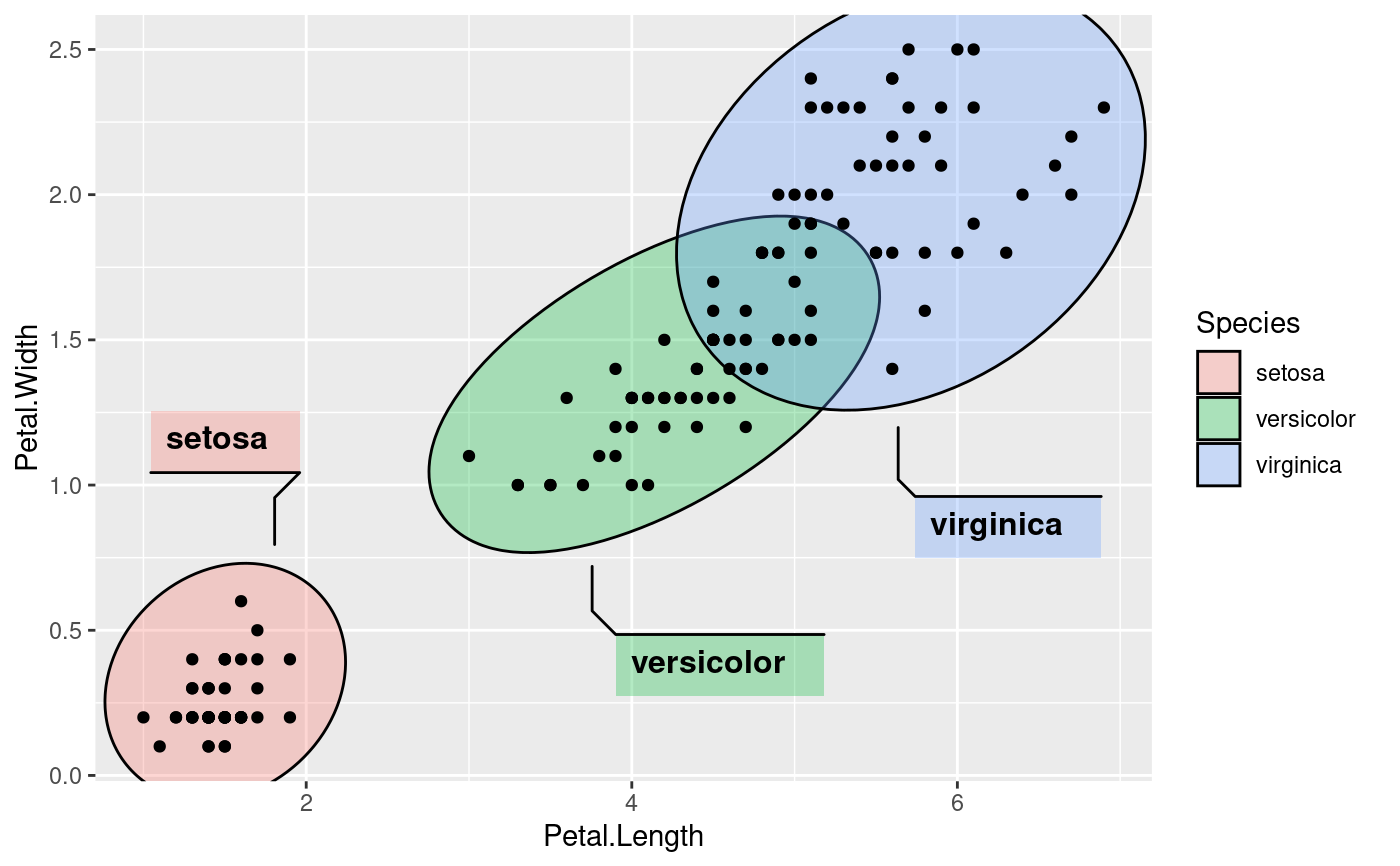 2.5
2.0
1.5
1.0
0.5
0.0
Petal.Width
setosa
versicolor
virginica
2 4 6
Petal.Length
Species
setosa
versicolor
virginica